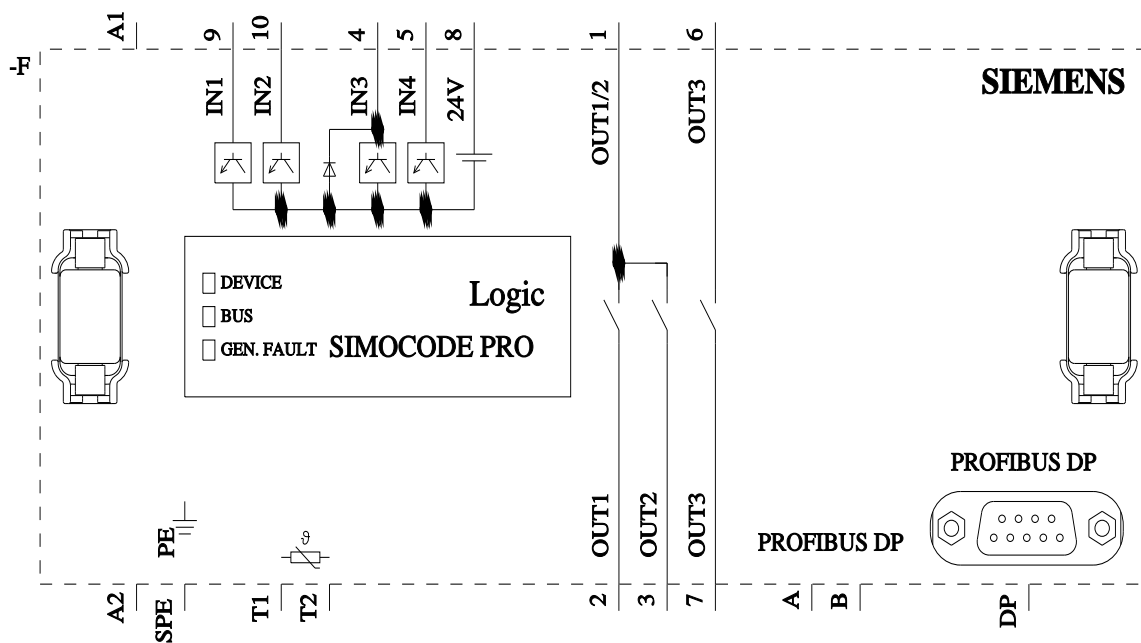 A1
9
10
4
5
8
1
6
-F
IN1
IN2
IN3
IN4
24V
OUT1/2
OUT3
SIEMENS
DEVICE
BUS
GEN. FAULT
Logic
SIMOCODE PRO
PROFIBUS DP
PE
ϑ
OUT1
OUT2
OUT3
PROFIBUS DP
A2
SPE
T1
T2
2
3
7
A
B
DP